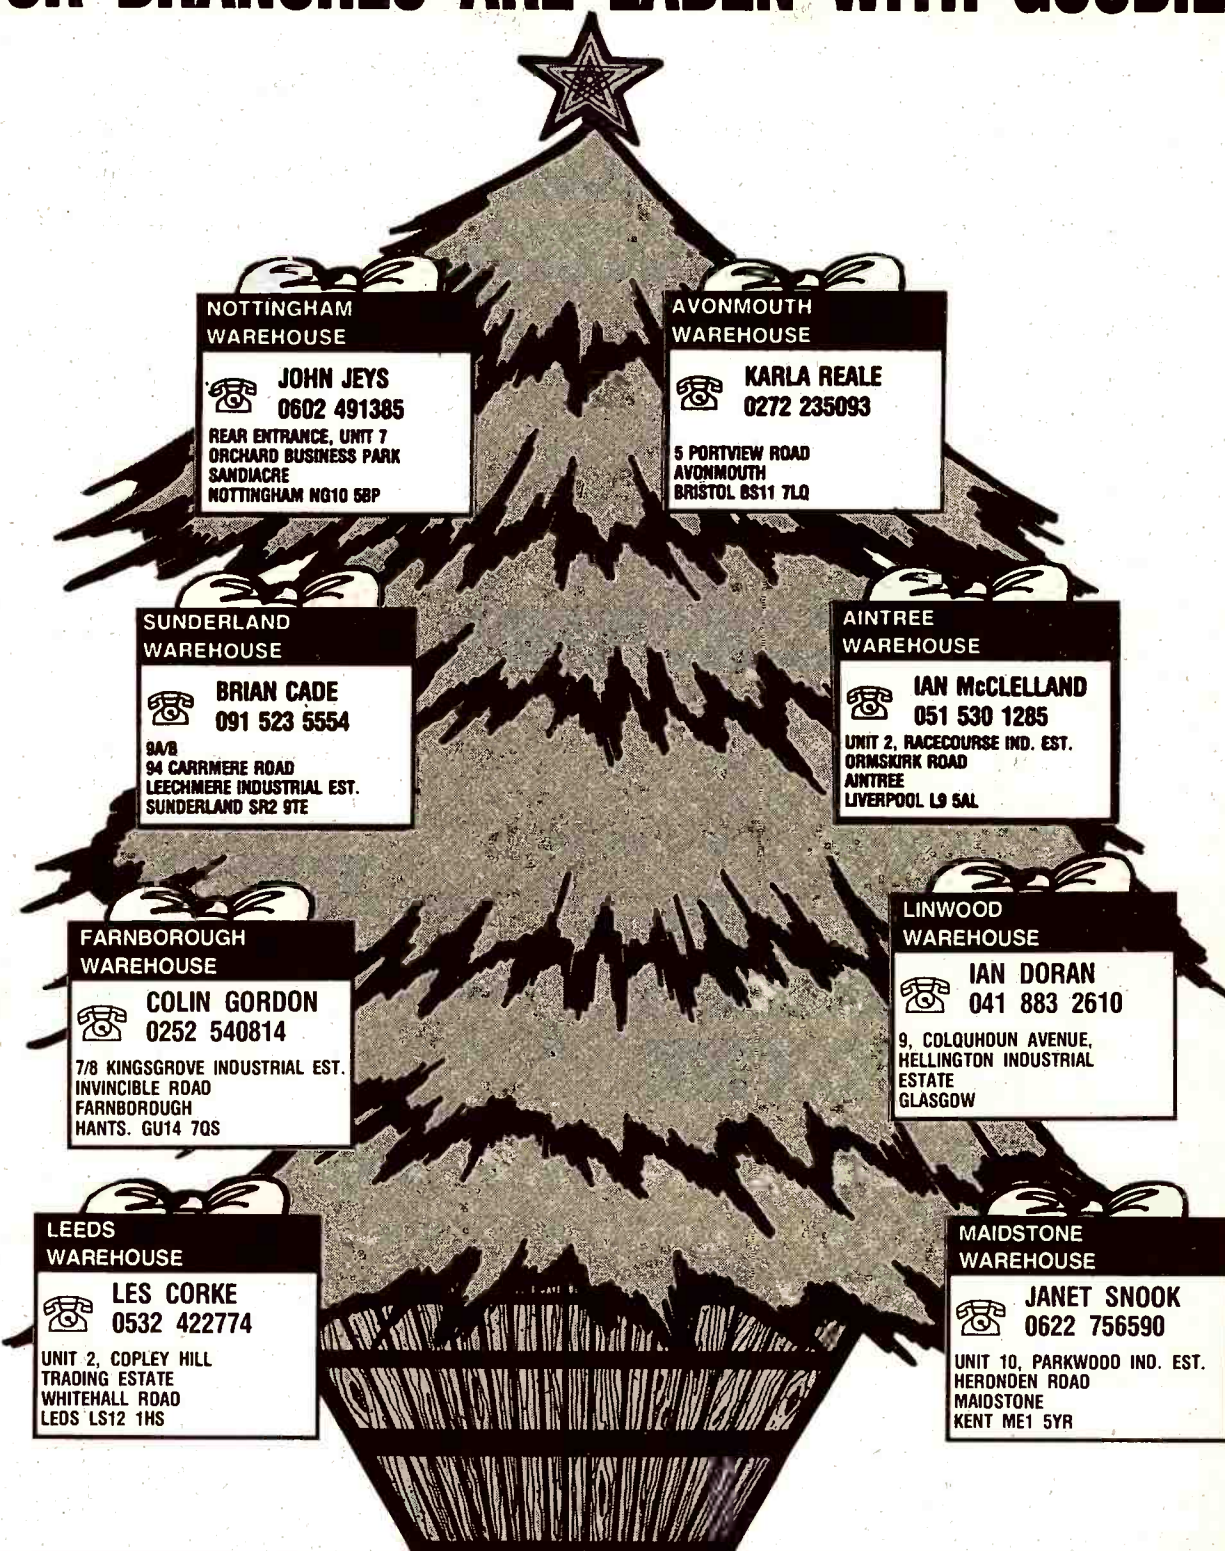 OUR BRANCHES ARE LADEN WITH GOODIES
NOTTINGHAM
WAREHOUSE
JOHN JEYS
0602 491385
REAR ENTRANCE, UNIT 7
ORCHARD BUSINESS PARK
SANDIACRE
NOTTINGHAM NG10 5BP
AVONMOUTH
WAREHOUSE
KARLA REALE
0272 235093
5 PORTVIEW ROAD
AVONMOUTH
BRISTOL BS11 7LQ
SUNDERLAND
WAREHOUSE
BRIAN CADE
091 523 5554
9A/B
94 CARRMERE ROAD
LEECHMERE INDUSTRIAL EST.
SUNDERLAND SR2 9TE
AINTREE
WAREHOUSE
IAN McCLELLAND
051 530 1285
UNIT 2, RACECOURSE IND. EST.
ORMSKIRK ROAD
AINTREE
LIVERPOOL L9 5AL
FARNBOROUGH
WAREHOUSE
COLIN GORDON
0252 540814
7/8 KINGSGROVE INDUSTRIAL EST.
INVINCIBLE ROAD
FARNBOROUGH
HANTS. GU14 7QS
LINWOOD
WAREHOUSE
IAN DORAN
041 883 2610
9, COLQUHOUN AVENUE,
HELLINGTON INDUSTRIAL
ESTATE
GLASGOW
LEEDS
WAREHOUSE
LES CORKE
0532 422774
UNIT 2, COPLEY HILL
TRADING ESTATE
WHITEHALL ROAD
LEDS LS12 1HS
MAIDSTONE
WAREHOUSE
JANET SNOOK
0622 756590
UNIT 10, PARKWOOD IND. EST.
HERONDEN ROAD
MAIDSTONE
KENT ME1 5YR